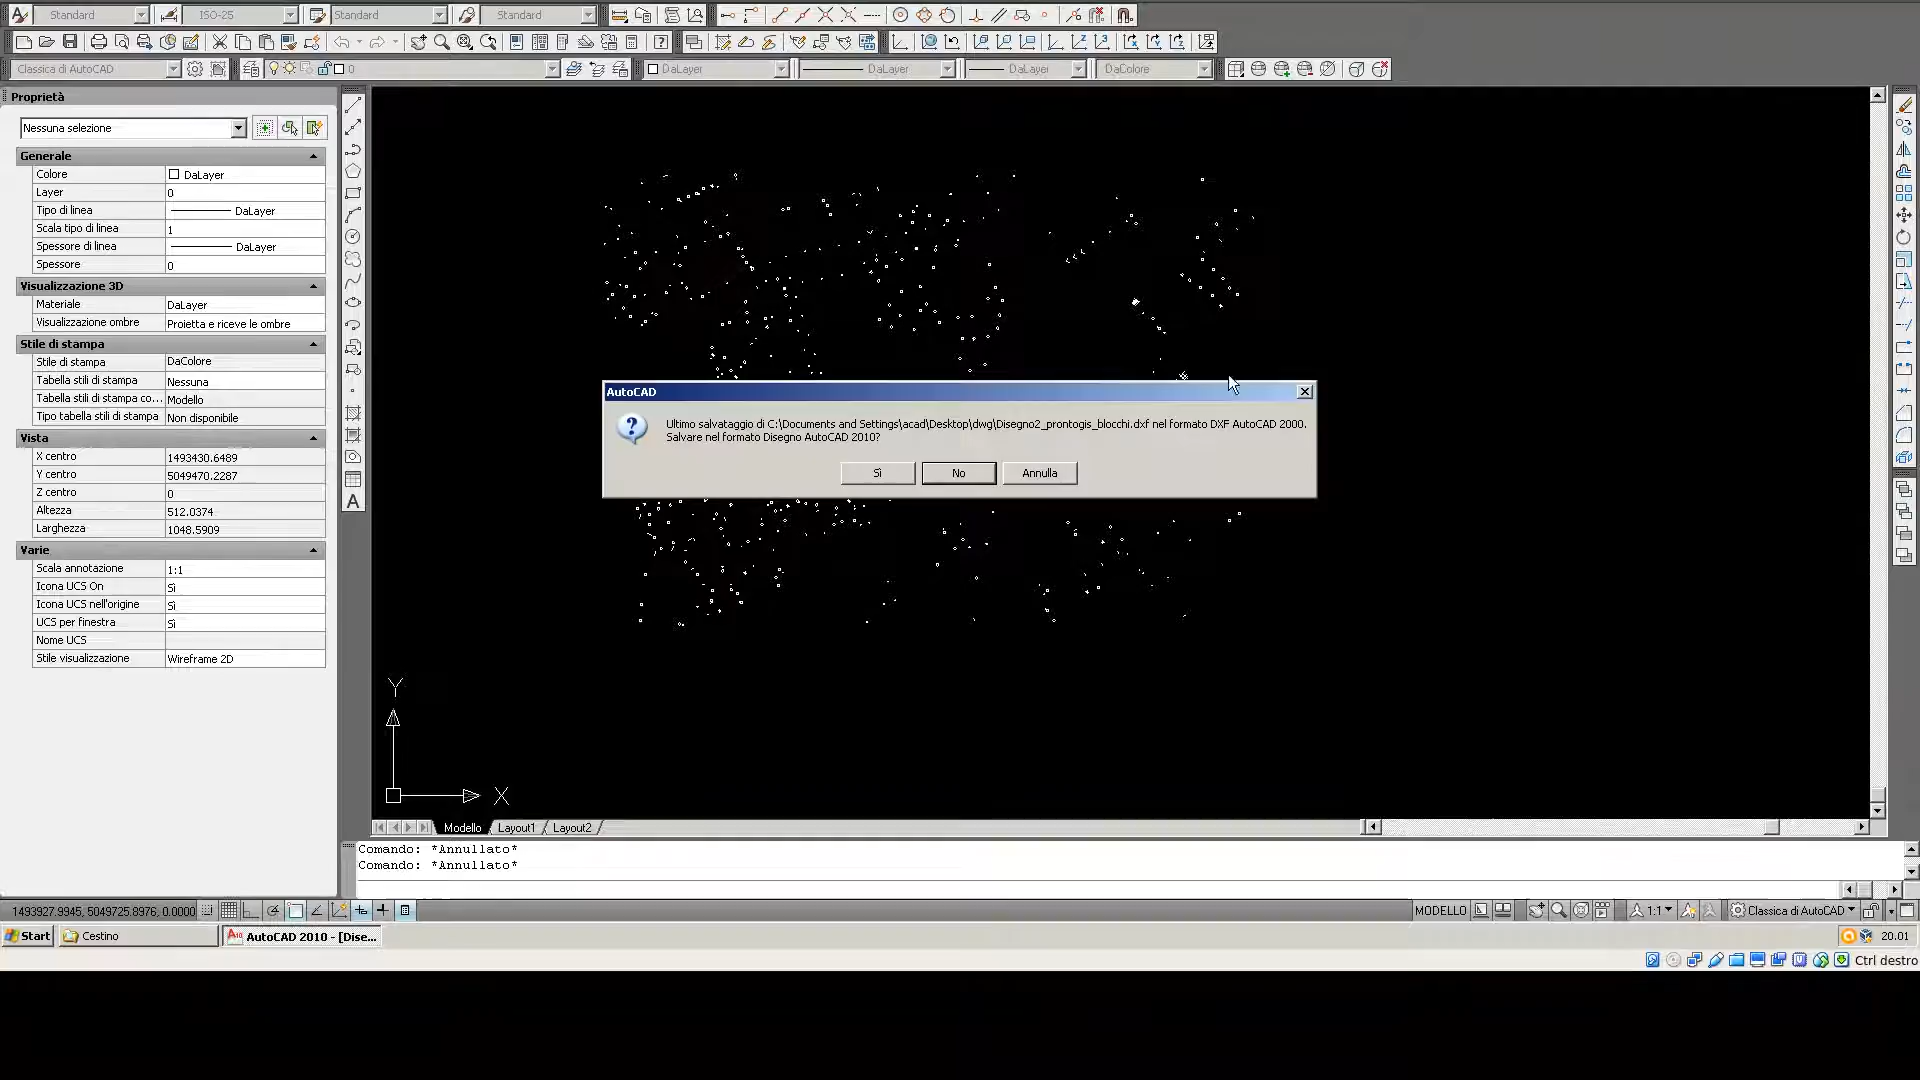 Standard
ISO-25
Standard
Standard
Classica di AutoCAD
0
DaLayer
DaLayer
DaLayer
DaColore
Proprietà
Nessuna selezione
Generale
Colore DaLayer
Layer 0
Tipo di linea DaLayer
Scala tipo di linea 1
Spessore di linea DaLayer
Spessore 0
Visualizzazione 3D
Materiale DaLayer
Visualizzazione ombre Proietta e riceve le ombre
Stile di stampa
Stile di stampa DaColore
Tabella stili di stampa Nessuna
Tabella stili di stampa co... Modello
Tipo tabella stili di stampa Non disponibile
Vista
X centro 1493430.6489
Y centro 5049470.2287
Z centro 0
Altezza 512.0374
Larghezza 1048.5909
Varie
Scala annotazione 1:1
Icona UCS On Sì
Icona UCS nell'origine Sì
UCS per finestra Sì
Nome UCS
Stile visualizzazione Wireframe 2D
A
AutoCAD
Ultimo salvataggio di C:\Documents and Settings\acad\Desktop\dwg\Disegno2_prontogis_blocchi.dxf nel formato DXF AutoCAD 2000.
Salvare nel formato Disegno AutoCAD 2010?
Sì
No
Annulla
Y
X
Modello
Layout1
Layout2
Comando: *Annullato*
Comando: *Annullato*
1493927.9945, 5049725.8976, 0.0000
MODELLO
1:1
Classica di AutoCAD
Start
Cestino
AutoCAD 2010 - [Dise...
20.01
Ctrl destro